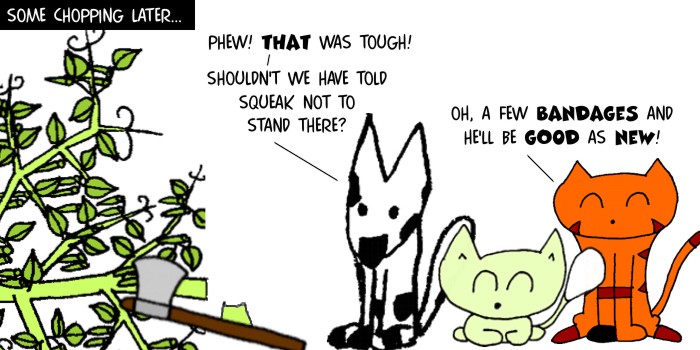 SOME CHOPPING LATER...
PHEW! THAT WAS TOUGH!
SHOULDN'T WE HAVE TOLD
SQUEAK NOT TO
STAND THERE?
OH, A FEW BANDAGES AND
HE'LL BE GOOD AS NEW!